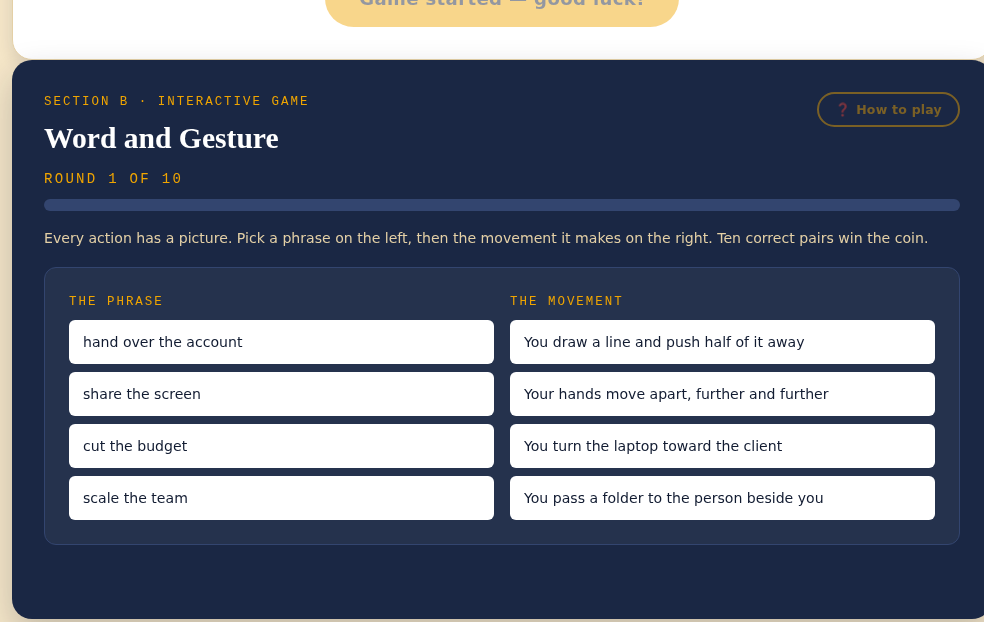 Game started — good luck!
SECTION B · INTERACTIVE GAME
❓ How to play
Word and Gesture
ROUND 1 OF 10
Every action has a picture. Pick a phrase on the left, then the movement it makes on the right. Ten correct pairs win the coin.
THE PHRASE
THE MOVEMENT
hand over the account
You draw a line and push half of it away
share the screen
Your hands move apart, further and further
cut the budget
You turn the laptop toward the client
scale the team
You pass a folder to the person beside you